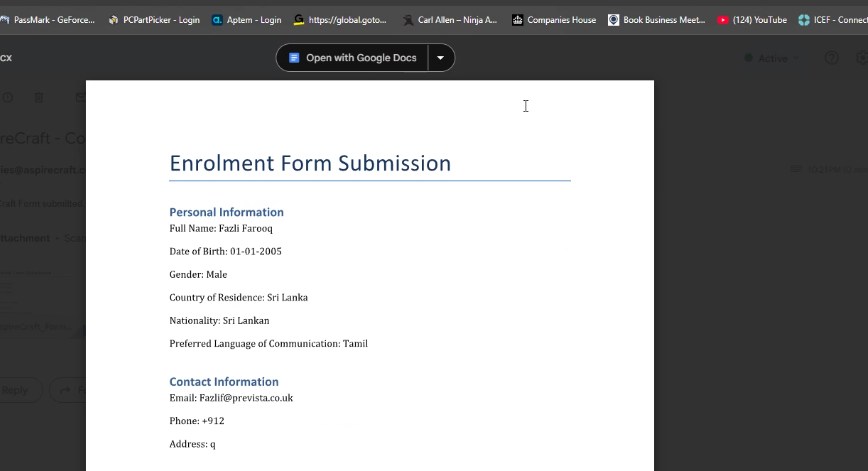 PassMark - GeForce...
PCPartPicker - Login
Aptem - Login
https://global.goto...
Carl Allen – Ninja A...
Companies House
Book Business Meet...
(124) YouTube
ICEF - Connect
cx
Open with Google Docs
Active
reCraft - Co
les@aspirecraft.
raft Form submitted
ttachment
Scan
Reply
Enrolment Form Submission
Personal Information
Full Name: Fazli Farooq
Date of Birth: 01-01-2005
Gender: Male
Country of Residence: Sri Lanka
Nationality: Sri Lankan
Preferred Language of Communication: Tamil
Contact Information
Email: Fazlif@prevista.co.uk
Phone: +912
Address: q